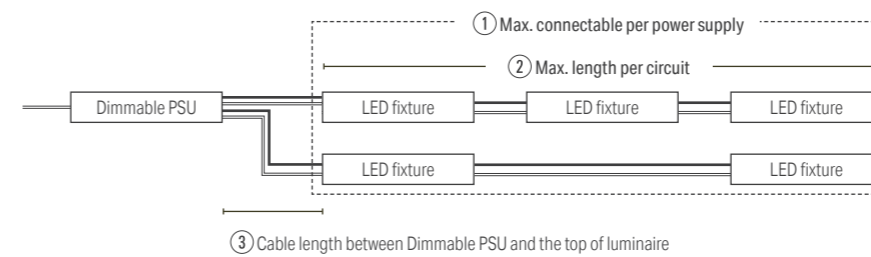 ① Max. connectable per power supply
② Max. length per circuit
Dimmable PSU
LED fixture LED fixture LED fixture
LED fixture LED fixture
③ Cable length between Dimmable PSU and the top of luminaire